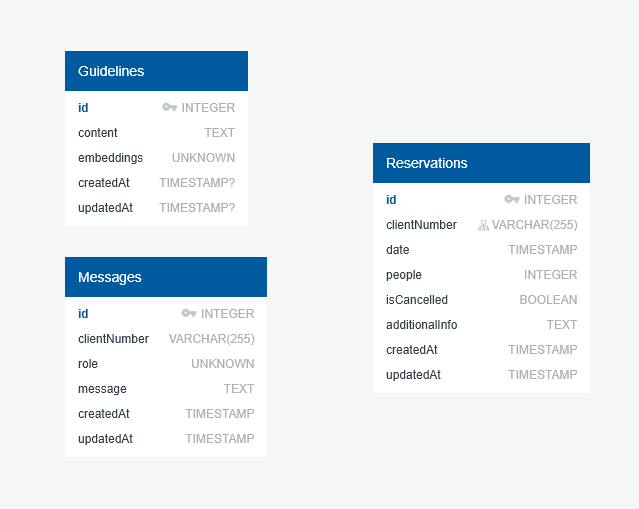 Guidelines
id INTEGER
content TEXT
embeddings UNKNOWN
createdAt TIMESTAMP?
updatedAt TIMESTAMP?
Messages
id INTEGER
clientNumber VARCHAR(255)
role UNKNOWN
message TEXT
createdAt TIMESTAMP
updatedAt TIMESTAMP
Reservations
id INTEGER
clientNumber VARCHAR(255)
date TIMESTAMP
people INTEGER
isCancelled BOOLEAN
additionalInfo TEXT
createdAt TIMESTAMP
updatedAt TIMESTAMP